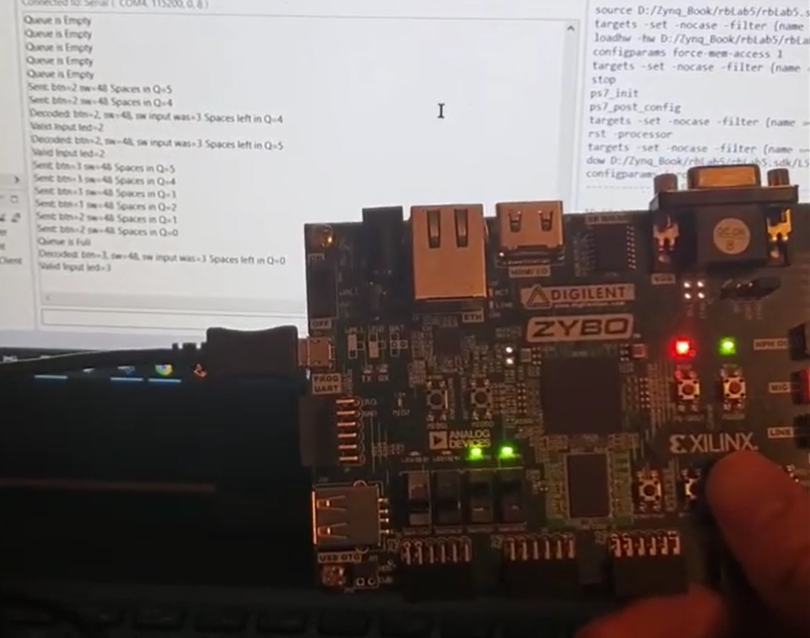 Connected to: Serial ( COM4, 115200, 0, 8 )
Queue is Empty
Queue is Empty
Queue is Empty
Queue is Empty
Queue is Empty
Sent: btn=2 sw=48 Spaces in Q=5
Sent: btn=2 sw=48 Spaces in Q=4
Decoded: btn=2, sw=48, sw input was=3 Spaces left in Q=4
Valid Input led=2
Decoded: btn=2, sw=48, sw input was=3 Spaces left in Q=5
Valid Input led=2
Sent: btn=3 sw=48 Spaces in Q=5
Sent: btn=3 sw=48 Spaces in Q=4
Sent: btn=1 sw=48 Spaces in Q=3
Sent: btn=1 sw=48 Spaces in Q=2
Sent: btn=2 sw=48 Spaces in Q=1
Sent: btn=2 sw=48 Spaces in Q=0
Queue is Full
Decoded: btn=3, sw=48, sw input was=3 Spaces left in Q=0
Valid Input led=3
Client
source D:/Zynq_Book/rbLab5/rbLab5.s
targets -set -nocase -filter {name
loadhw -hw D:/Zynq_Book/rbLab5/rbLa
configparams force-mem-access 1
targets -set -nocase -filter {name
stop
ps7_init
ps7_post_config
targets -set -nocase -filter {name
rst -processor
targets -set -nocase -filter {name
dow D:/Zynq_Book/rbLab5/rbLab5.sdk/L5
configparams
HDMI IO
ETH
DIGILENT
ZYBO
OFF
PROG
UART
ANALOG
DEVICES
XILINX
USB OTG